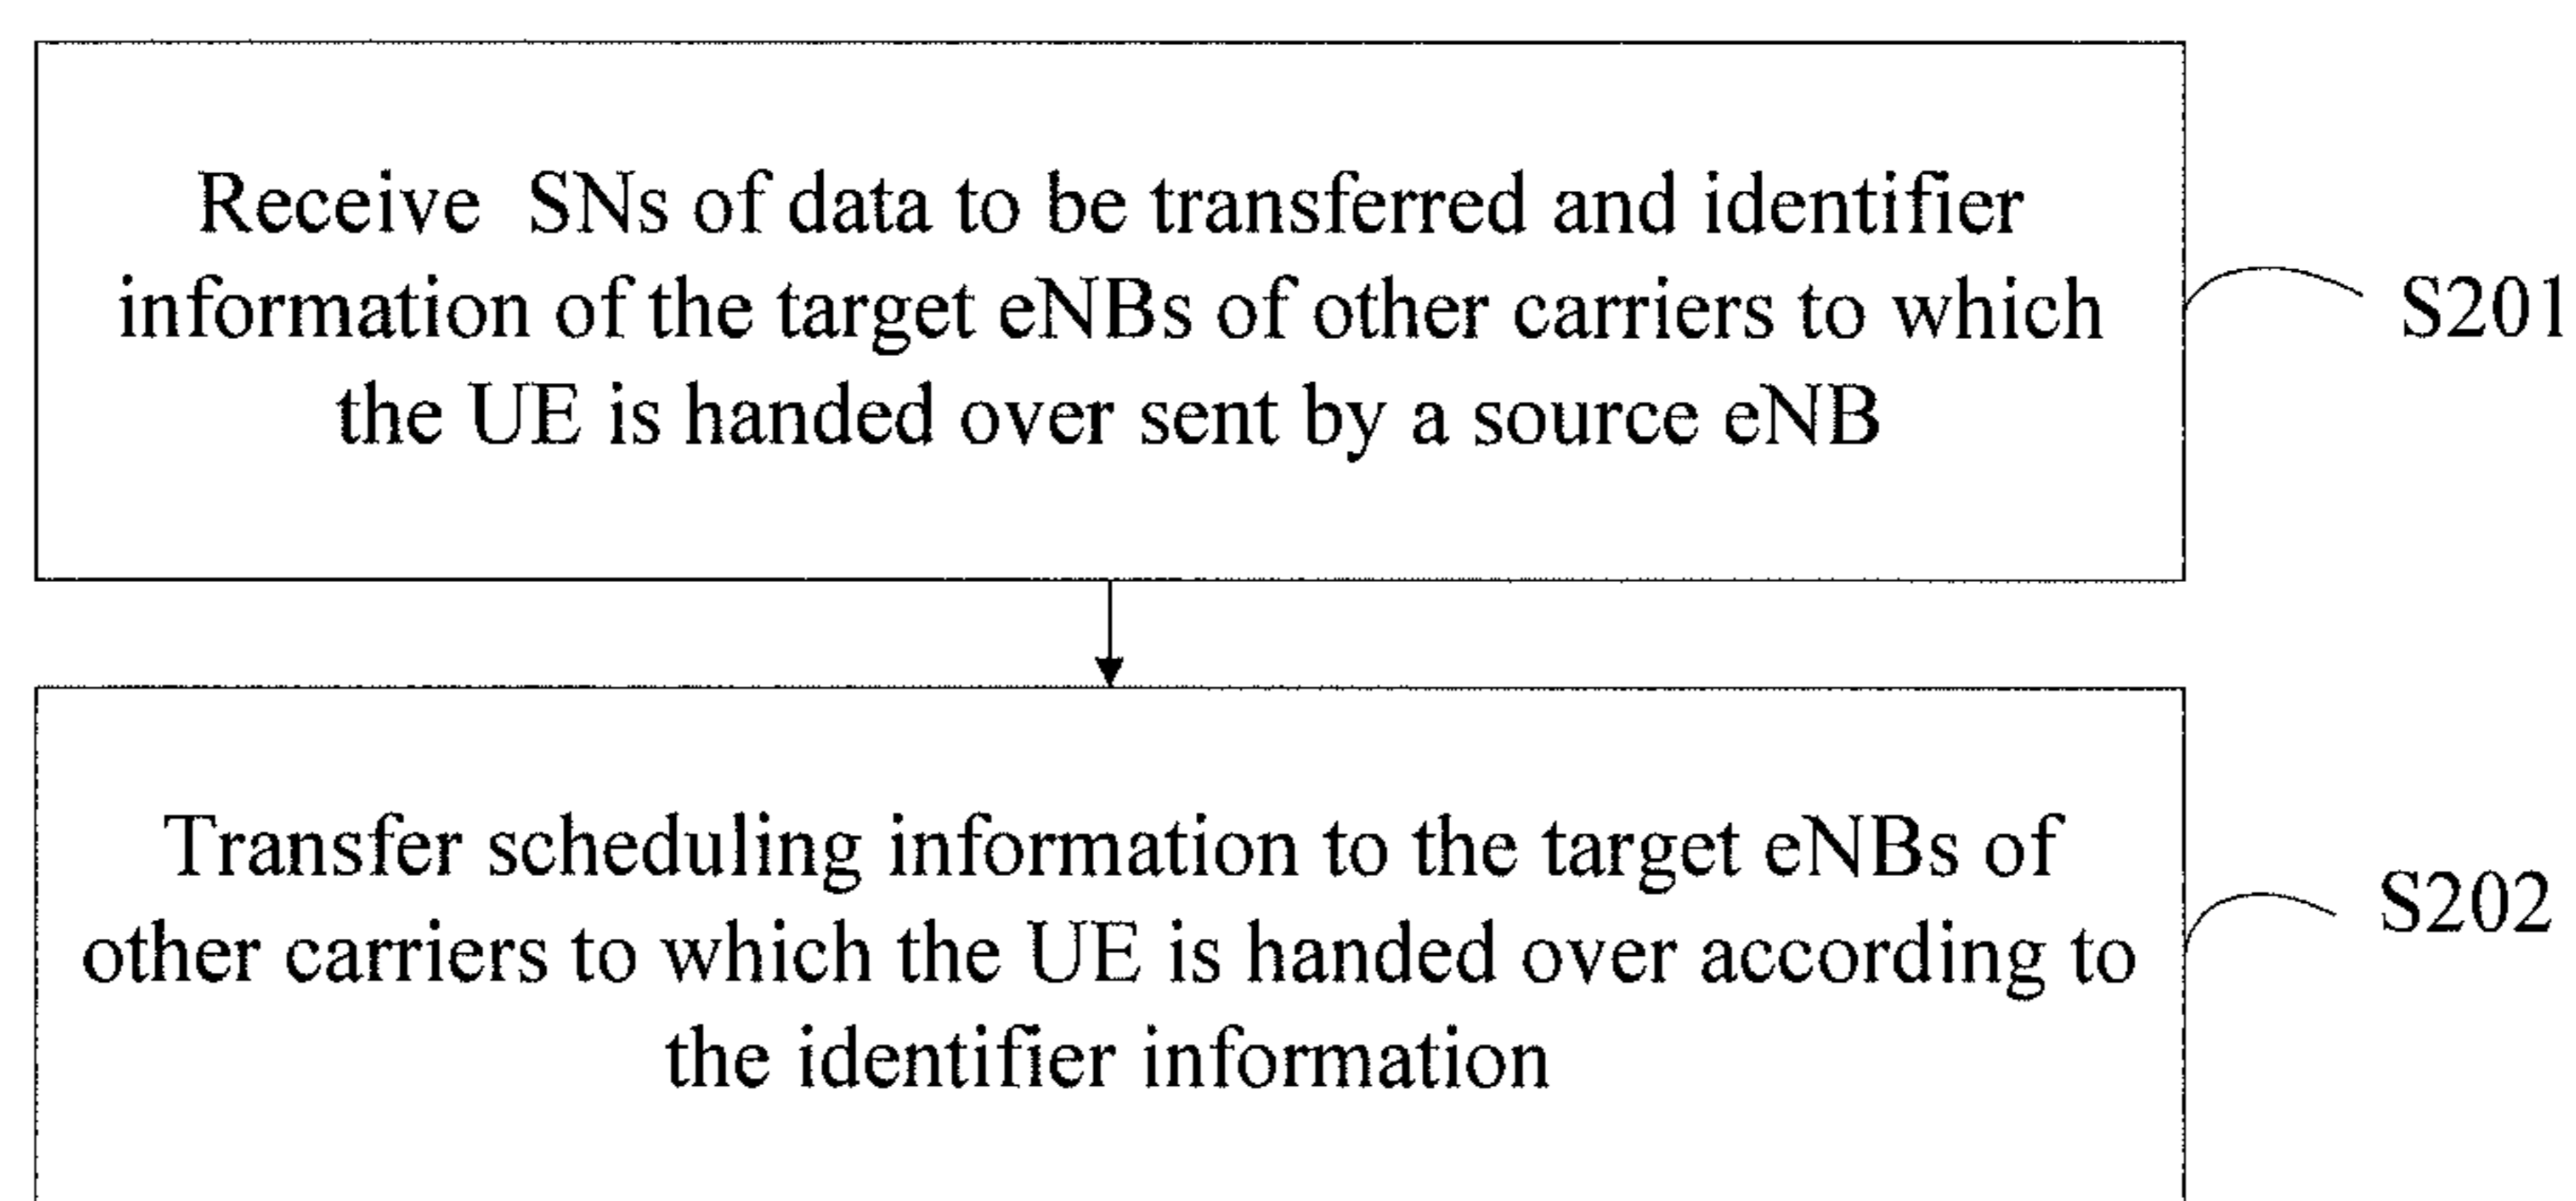 Receive SNs of data to be transferred and identifier
information of the target eNBs of other carriers to which
the UE is handed over sent by a source eNB
S201
Transfer scheduling information to the target eNBs of
other carriers to which the UE is handed over according to
the identifier information
S202